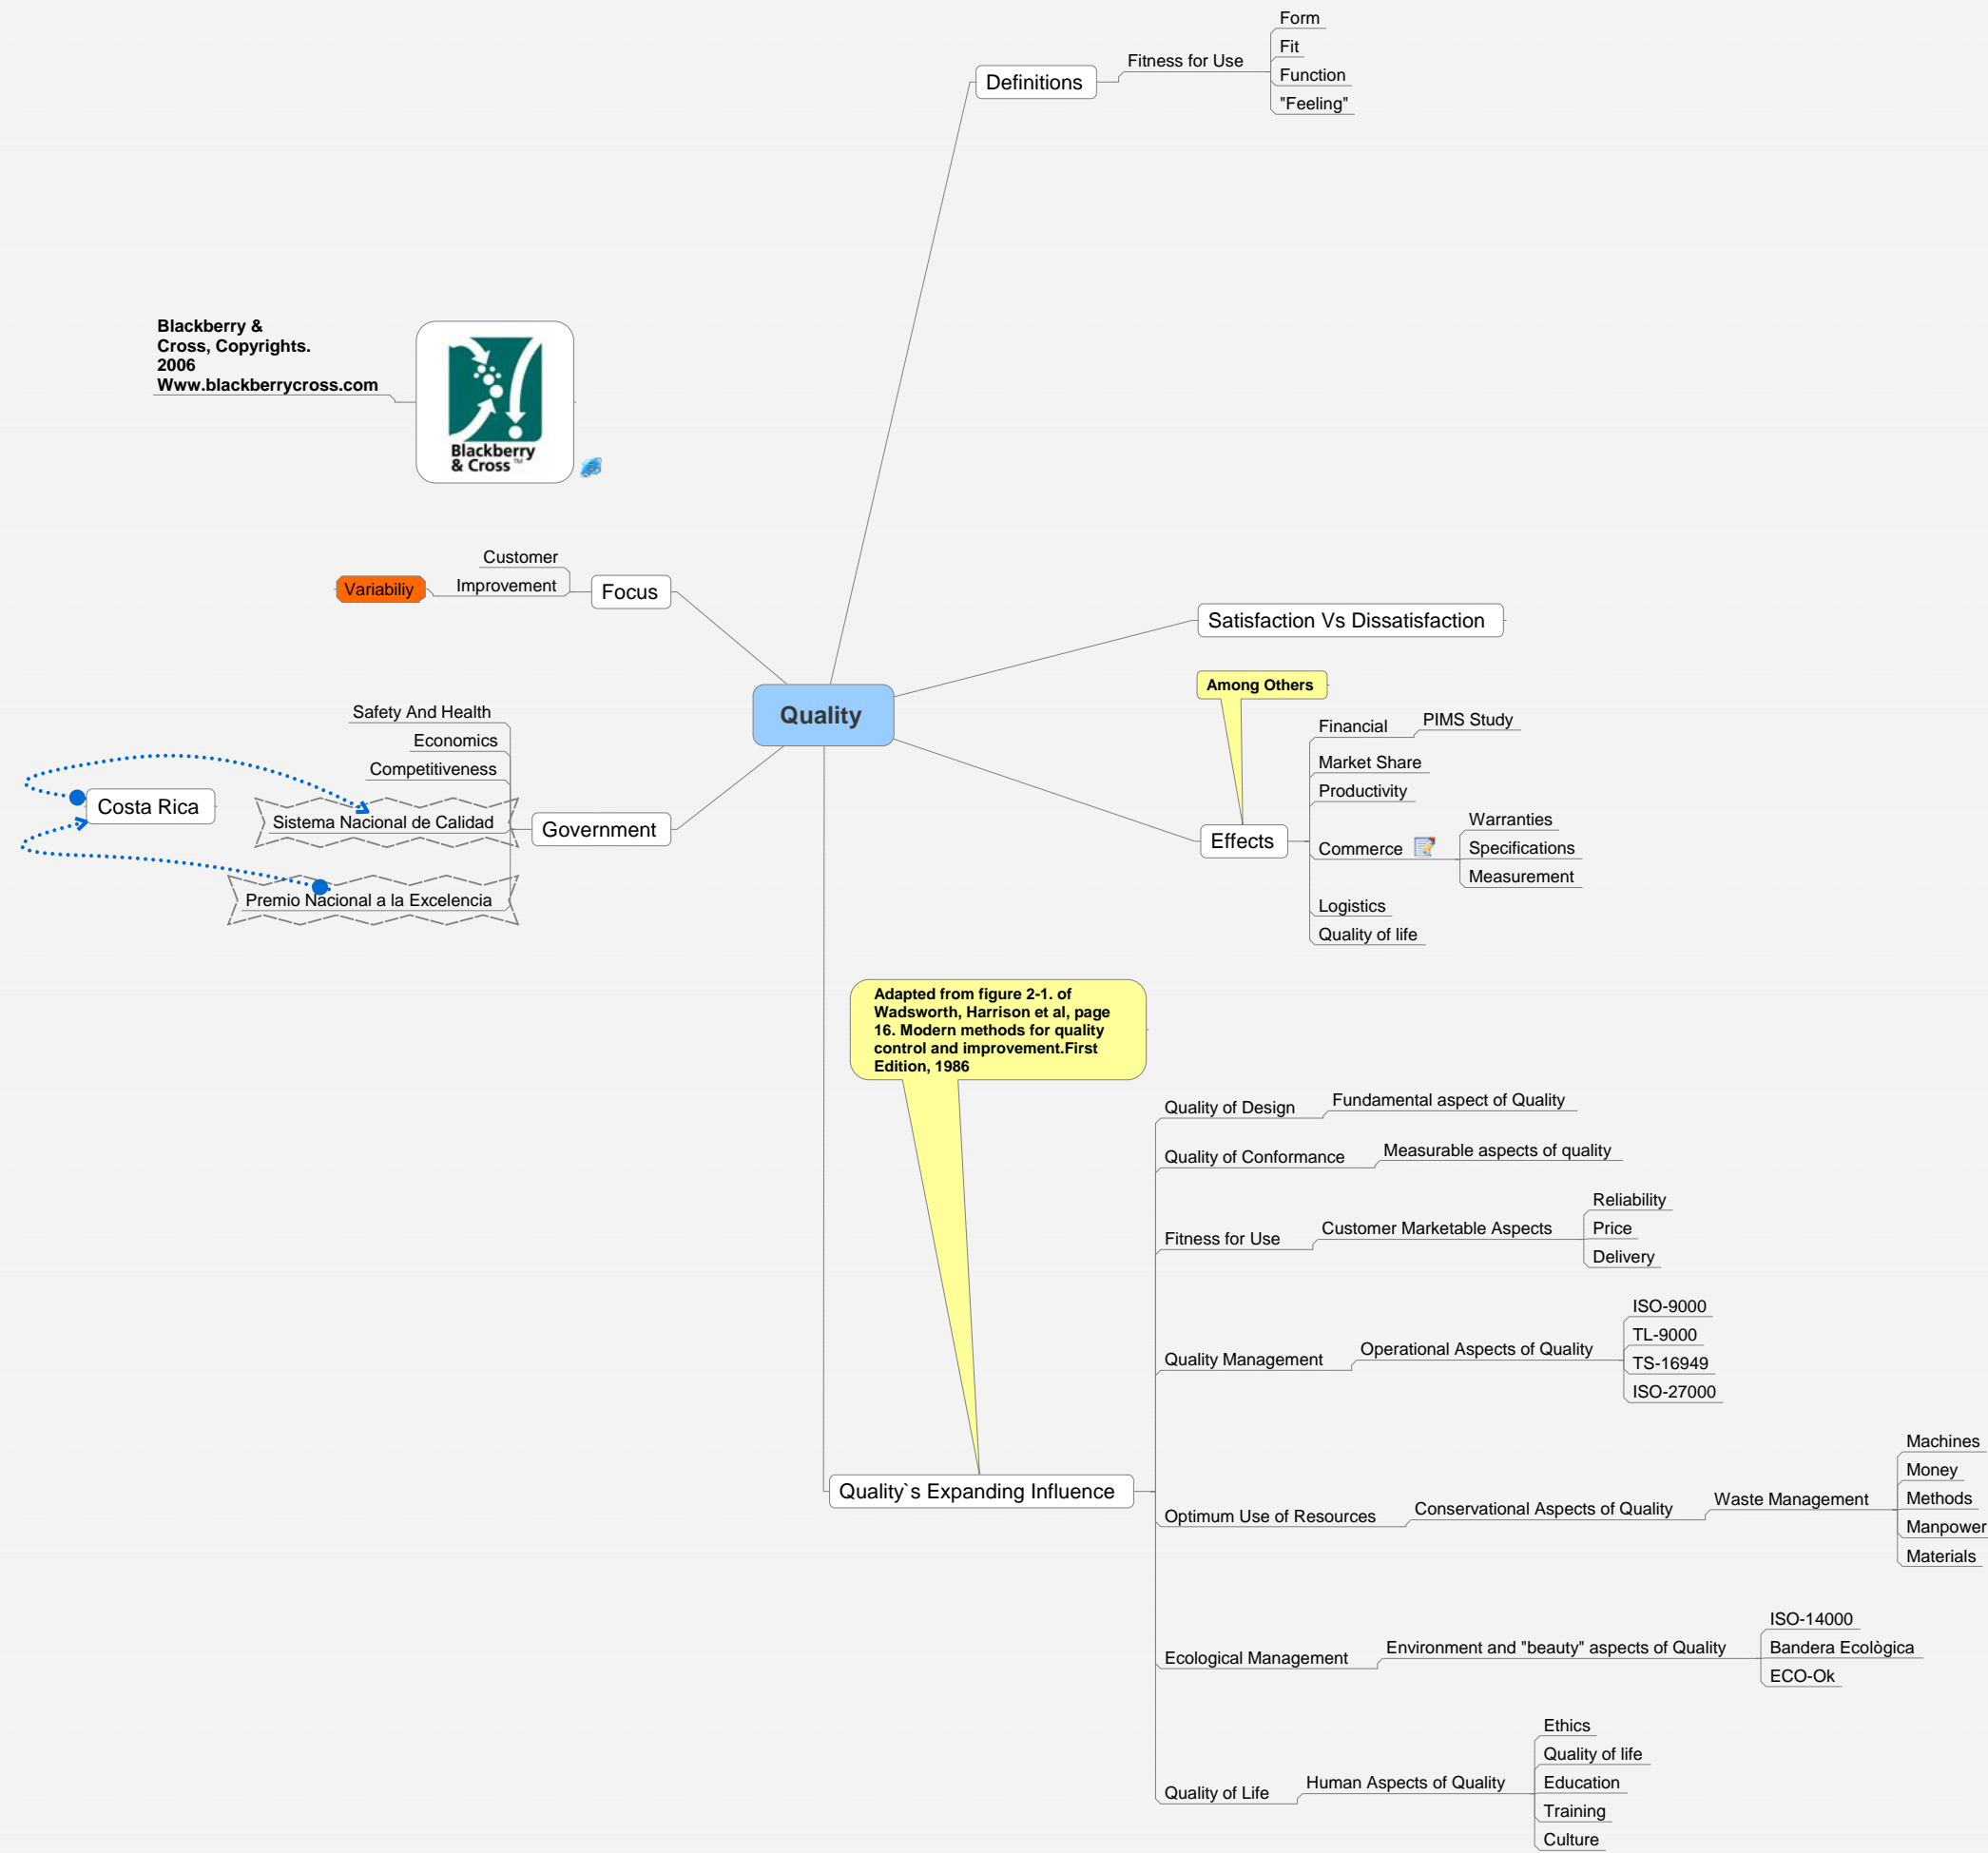 Quality
Definitions
Fitness for Use
Form
Fit
Function
"Feeling"
Satisfaction Vs Dissatisfaction
Among Others
Effects
Financial
PIMS Study
Market Share
Productivity
Commerce
Warranties
Specifications
Measurement
Logistics
Quality of life
Adapted from figure 2-1. of
Wadsworth, Harrison et al, page
16. Modern methods for quality
control and improvement.First
Edition, 1986
Quality`s Expanding Influence
Quality of Design
Fundamental aspect of Quality
Quality of Conformance
Measurable aspects of quality
Fitness for Use
Customer Marketable Aspects
Reliability
Price
Delivery
Quality Management
Operational Aspects of Quality
ISO-9000
TL-9000
TS-16949
ISO-27000
Optimum Use of Resources
Conservational Aspects of Quality
Waste Management
Machines
Money
Methods
Manpower
Materials
Ecological Management
Environment and "beauty" aspects of Quality
ISO-14000
Bandera Ecològica
ECO-Ok
Quality of Life
Human Aspects of Quality
Ethics
Quality of life
Education
Training
Culture
Government
Safety And Health
Economics
Competitiveness
Sistema Nacional de Calidad
Premio Nacional a la Excelencia
Costa Rica
Focus
Customer
Improvement
Variabiliy
Blackberry
& Cross™
Blackberry &
Cross, Copyrights.
2006
Www.blackberrycross.com